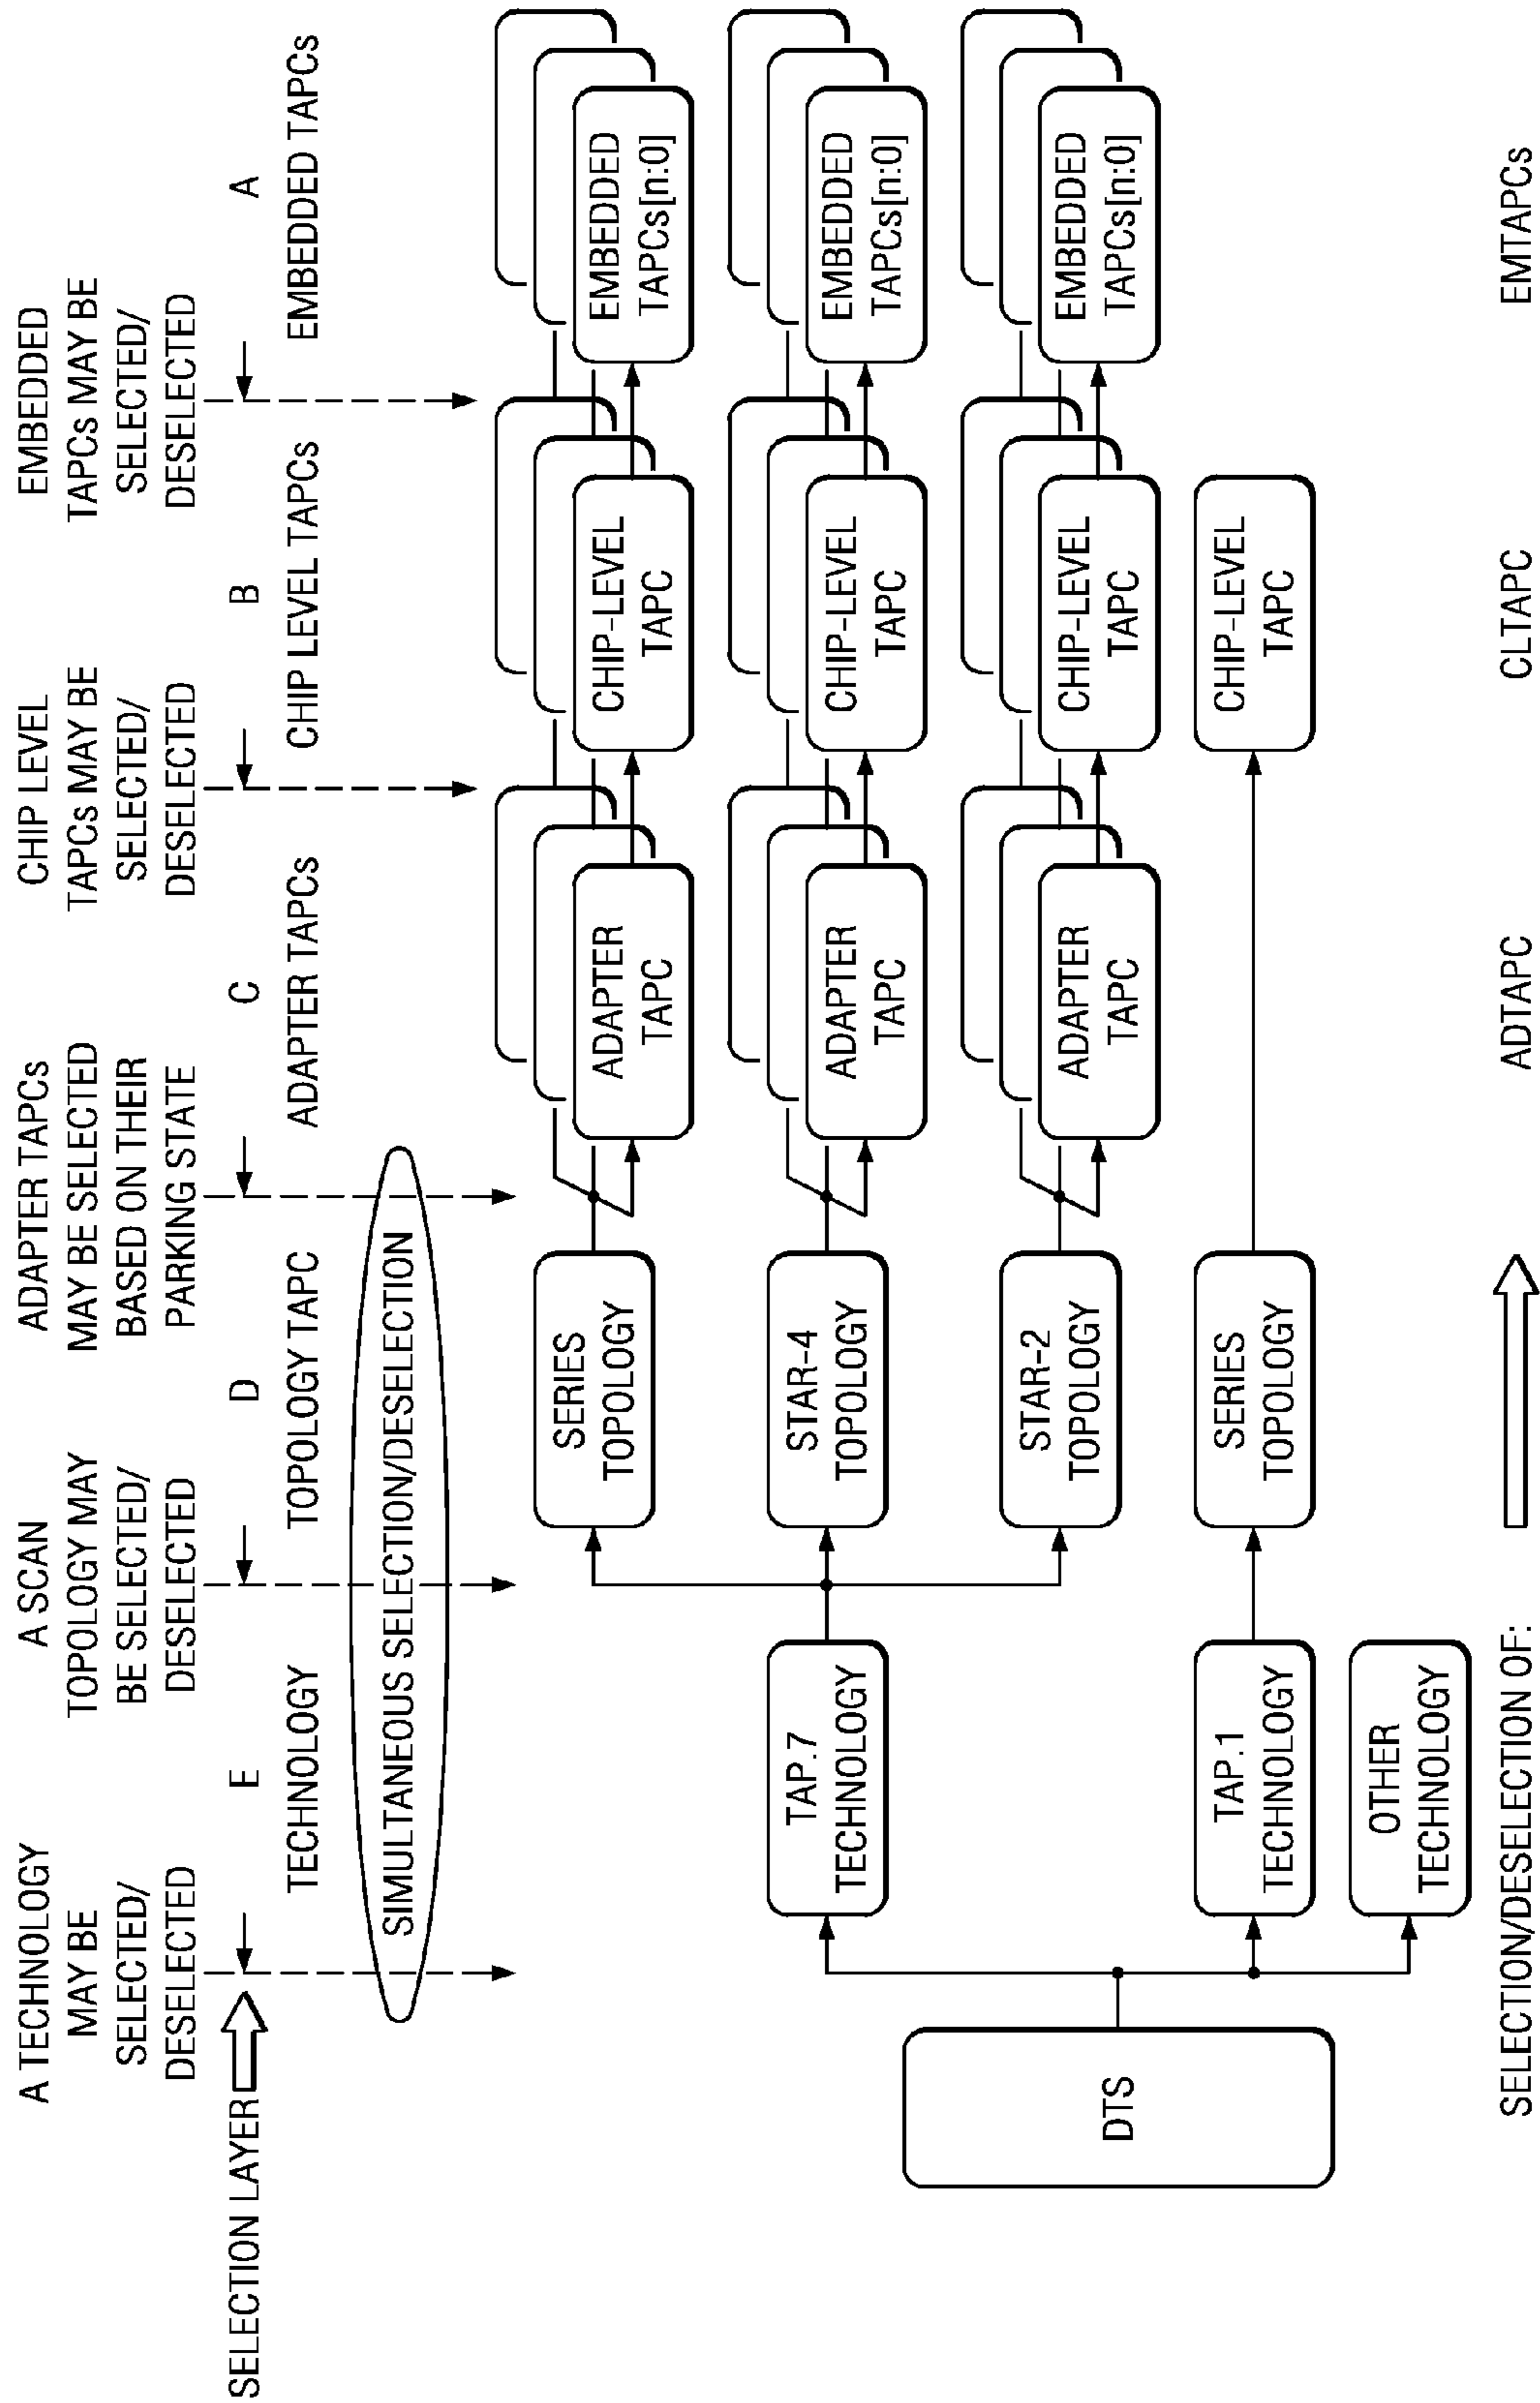 A TECHNOLOGY
MAY BE
SELECTED/
DESELECTED
A SCAN
TOPOLOGY MAY
BE SELECTED/
DESELECTED
ADAPTER TAPCs
MAY BE SELECTED
BASED ON THEIR
PARKING STATE
CHIP LEVEL
TAPCs MAY BE
SELECTED/
DESELECTED
EMBEDDED
TAPCs MAY BE
SELECTED/
DESELECTED
SELECTION LAYER
E
D
C
B
A
TECHNOLOGY
TOPOLOGY TAPC
ADAPTER TAPCs
CHIP LEVEL TAPCs
EMBEDDED TAPCs
SIMULTANEOUS SELECTION/DESELECTION
SERIES
TOPOLOGY
ADAPTER
TAPC
CHIP-LEVEL
TAPC
EMBEDDED
TAPCs[n:0]
TAP.7
TECHNOLOGY
STAR-4
TOPOLOGY
ADAPTER
TAPC
CHIP-LEVEL
TAPC
EMBEDDED
TAPCs[n:0]
STAR-2
TOPOLOGY
ADAPTER
TAPC
CHIP-LEVEL
TAPC
EMBEDDED
TAPCs[n:0]
DTS
TAP.1
TECHNOLOGY
SERIES
TOPOLOGY
CHIP-LEVEL
TAPC
OTHER
TECHNOLOGY
SELECTION/DESELECTION OF:
ADTAPC
CLTAPC
EMTAPCs